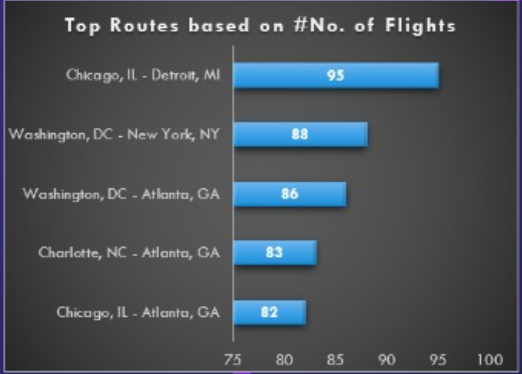 Top Routes based on #No. of Flights
Chicago, IL - Detroit, MI 95
Washington, DC - New York, NY 88
Washington, DC - Atlanta, GA 86
Charlotte, NC - Atlanta, GA 83
Chicago, IL - Atlanta, GA 82
75 80 85 90 95 100